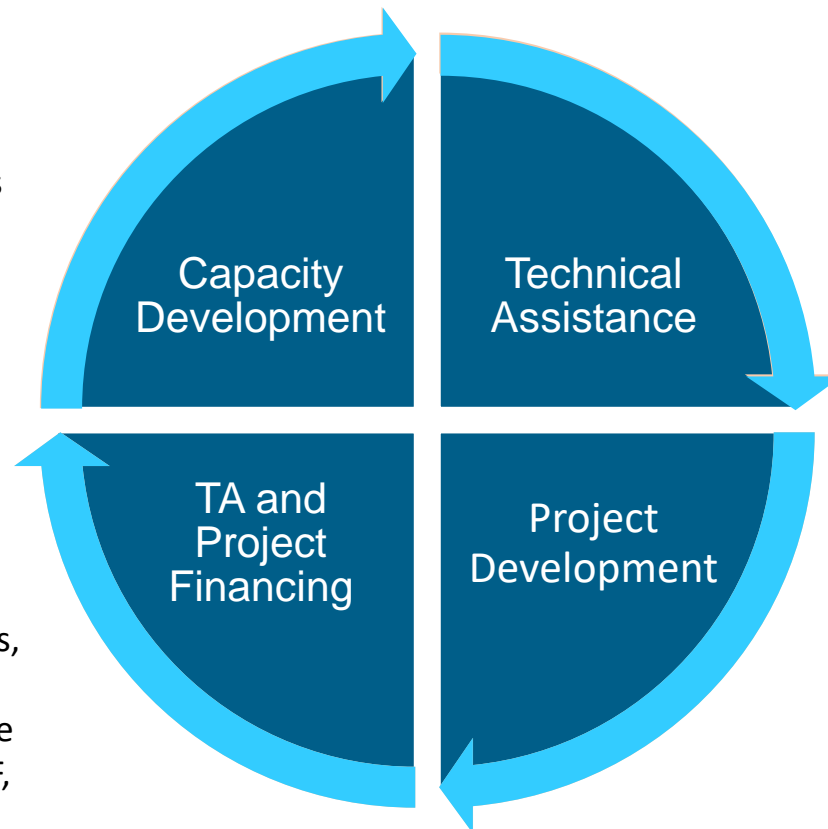 Capacity
Development
Technical
Assistance
TA and
Project
Financing
Project
Development